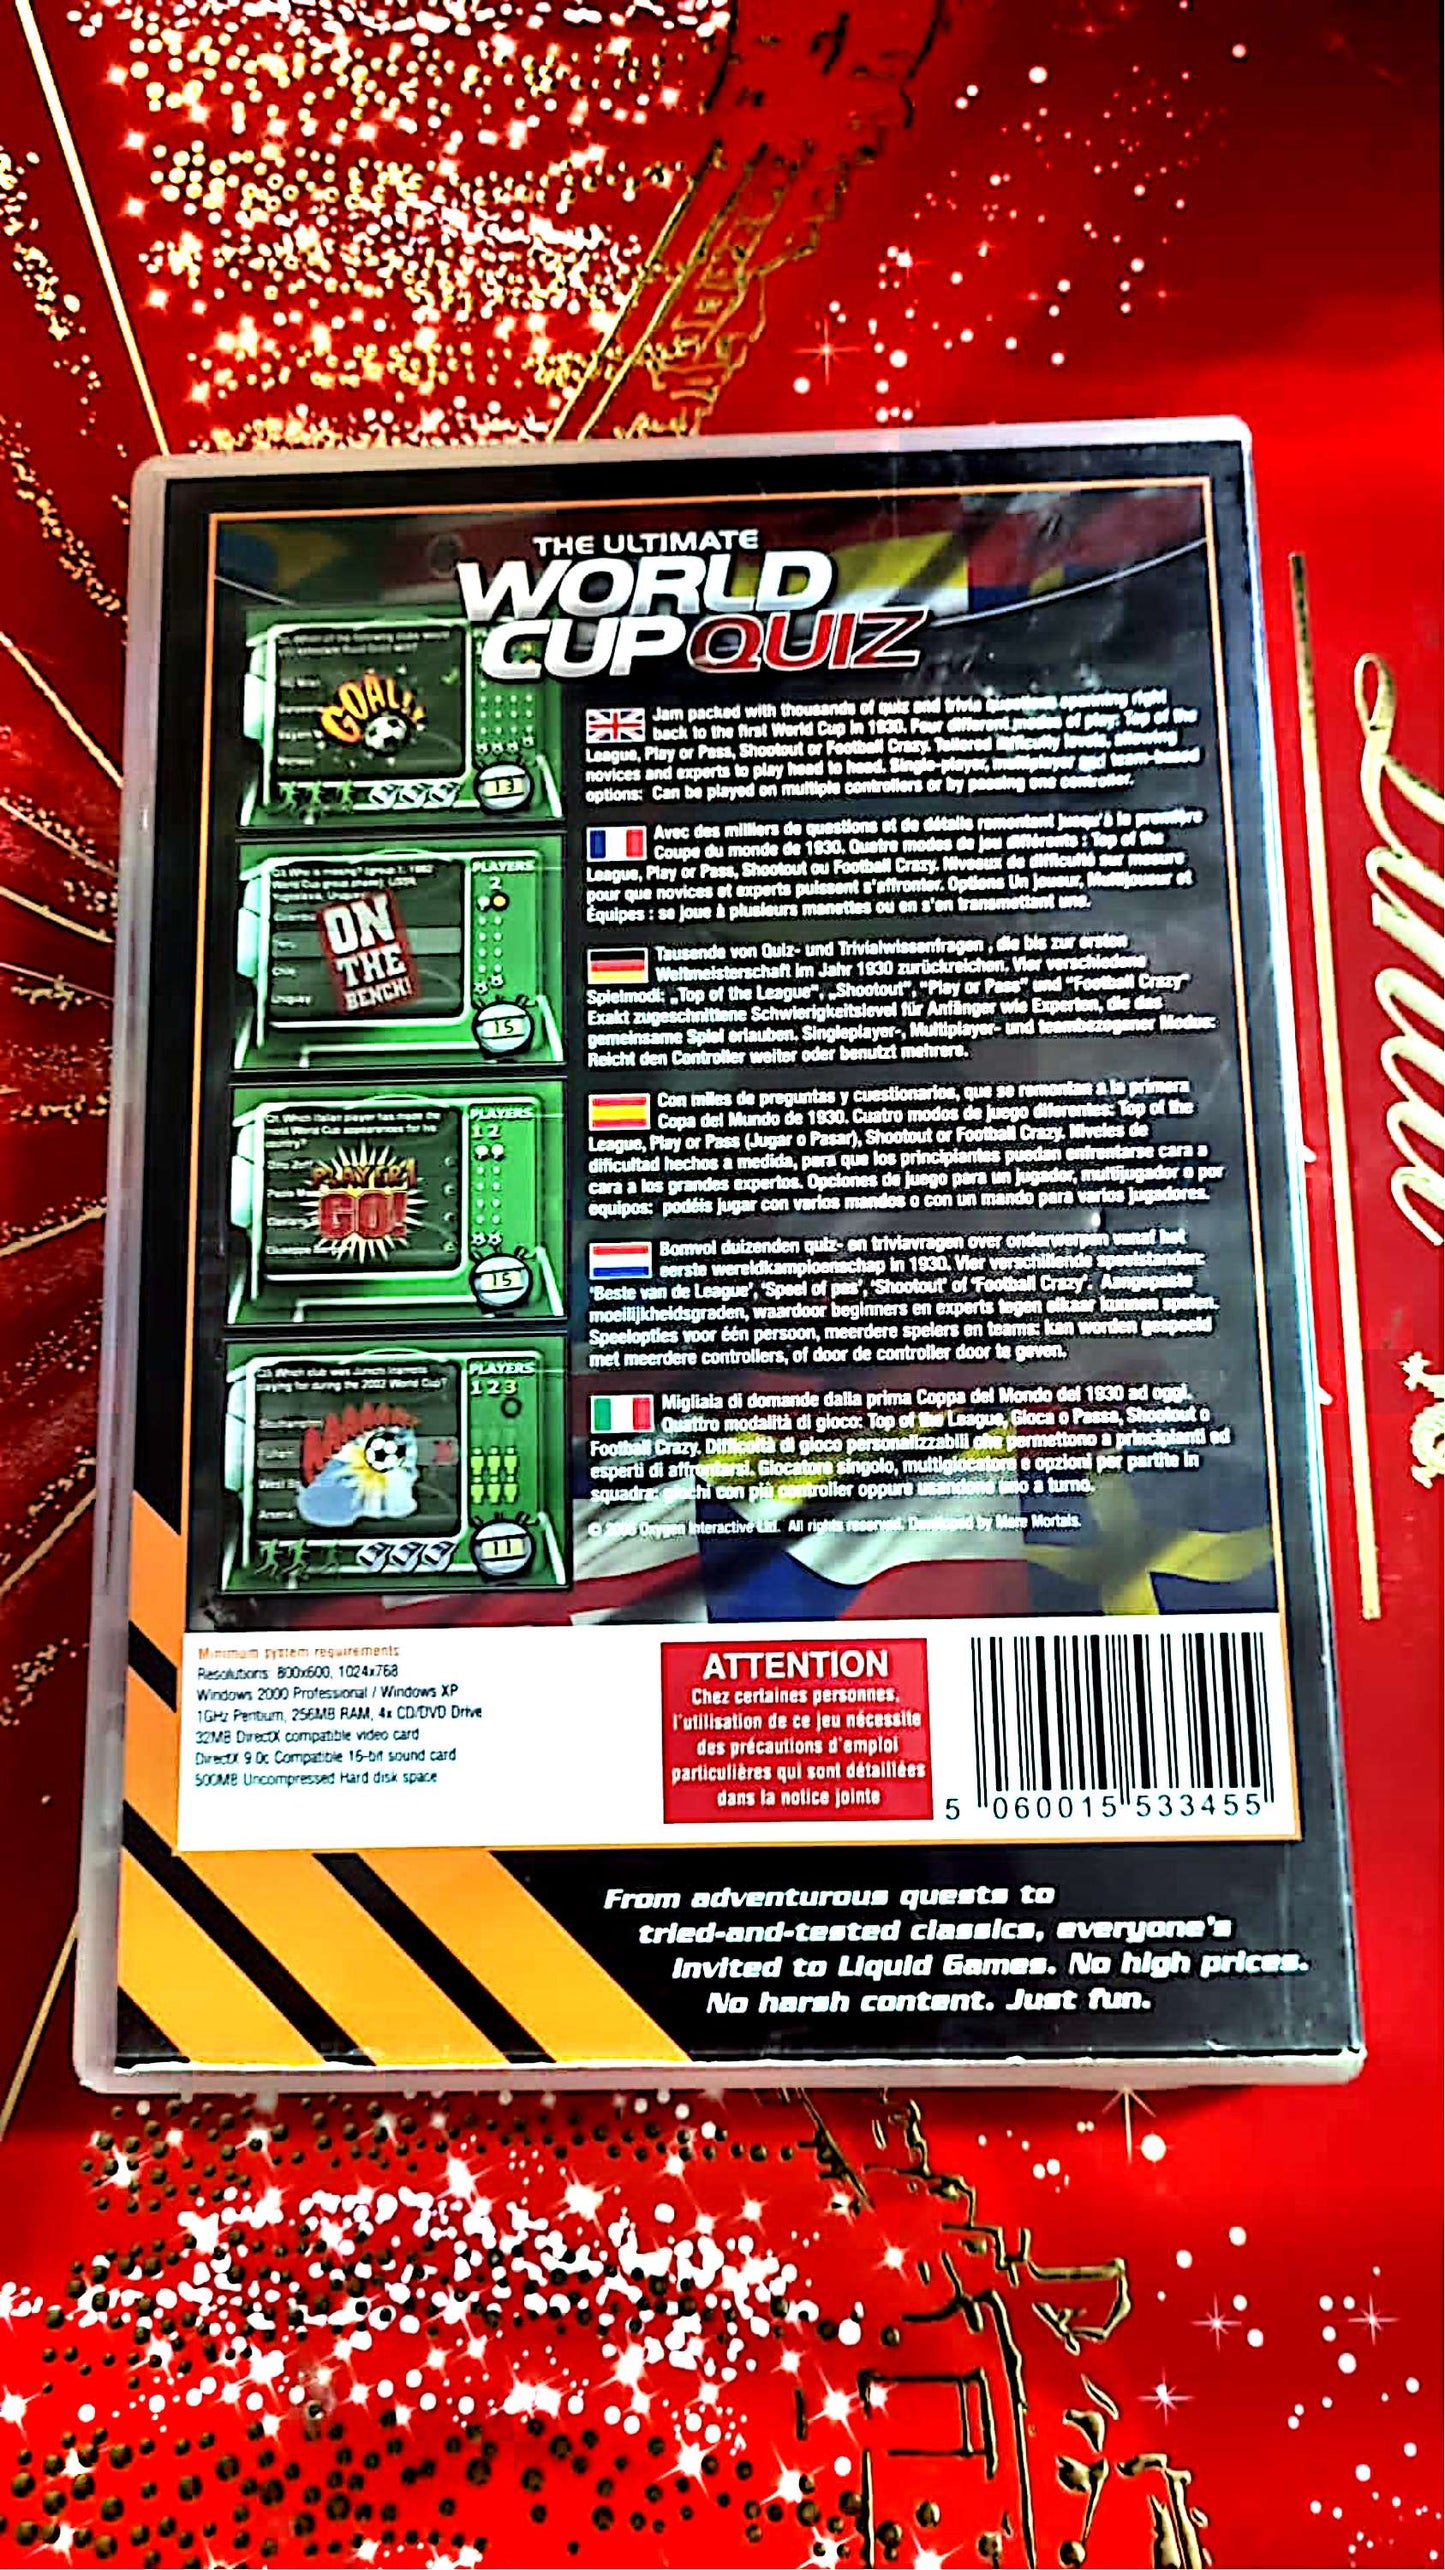 THE ULTIMATE
WORLD
CUP QUIZ
GOAL!
13
PLAYERS
2
ON
THE
BENCH!
15
PLAYERS
1 2
PLAYER 1
GO!
15
PLAYERS
1 2 3
11
Jam packed with thousands of quiz and trivia questions spanning right
back to the first World Cup in 1930. Four different modes of play: Top of the
League, Play or Pass, Shootout or Football Crazy. Tailored difficulty levels, allowing
novices and experts to play head to head. Single-player, multiplayer and team-based
options: Can be played on multiple controllers or by passing one controller.
Avec des milliers de questions et de détails remontant jusqu'à la première
Coupe du monde de 1930. Quatre modes de jeu différents : Top of the
League, Play or Pass, Shootout ou Football Crazy. Niveaux de difficulté sur mesure
pour que novices et experts puissent s'affronter. Options Un joueur, Multijoueur et
Équipes : se joue à plusieurs manettes ou en s'en transmettant une.
Tausende von Quiz- und Trivialwissenfragen , die bis zur ersten
Weltmeisterschaft im Jahr 1930 zurückreichen. Vier verschiedene
Spielmodi: „Top of the League", „Shootout", "Play or Pass" und "Football Crazy"
Exakt zugeschnittene Schwierigkeitslevel für Anfänger wie Experten, die das
gemeinsame Spiel erlauben. Singleplayer-, Multiplayer- und teambezogener Modus:
Reicht den Controller weiter oder benutzt mehrere.
Con miles de preguntas y cuestionarios, que se remontan a la primera
Copa del Mundo de 1930. Cuatro modos de juego diferentes: Top of the
League, Play or Pass (Jugar o Pasar), Shootout or Football Crazy. Niveles de
dificultad hechos a medida, para que los principiantes puedan enfrentarse cara a
cara a los grandes expertos. Opciones de juego para un jugador, multijugador o por
equipos: podéis jugar con varios mandos o con un mando para varios jugadores.
Bomvol duizenden quiz- en triviavragen over onderwerpen vanaf het
eerste wereldkampioenschap in 1930. Vier verschillende speelstanden:
'Beste van de League', 'Speel of pas', 'Shootout' of 'Football Crazy'. Aangepaste
moeilijkheidsgraden, waardoor beginners en experts tegen elkaar kunnen spelen.
Speelopties voor één persoon, meerdere spelers en teams: kan worden gespeeld
met meerdere controllers, of door de controller door te geven.
Migliaia di domande dalla prima Coppa del Mondo del 1930 ad oggi.
Quattro modalità di gioco: Top of the League, Gioca o Passa, Shootout o
Football Crazy. Difficoltà di gioco personalizzabili che permettono a principianti ed
esperti di affrontarsi. Giocatore singolo, multigiocatore e opzioni per partite in
squadra: giochi con più controller oppure usandone uno a turno.
© 2006 Oxygen Interactive Ltd. All rights reserved. Developed by Mere Mortals.
Minimum system requirements
Resolutions: 800x600, 1024x768
Windows 2000 Professional / Windows XP
1GHz Pentium, 256MB RAM, 4x CD/DVD Drive
32MB DirectX compatible video card
DirectX 9.0c Compatible 16-bit sound card
500MB Uncompressed Hard disk space
ATTENTION
Chez certaines personnes,
l'utilisation de ce jeu nécessite
des précautions d'emploi
particulières qui sont détaillées
dans la notice jointe
5 060015 533455
From adventurous quests to
tried-and-tested classics, everyone's
invited to Liquid Games. No high prices.
No harsh content. Just fun.